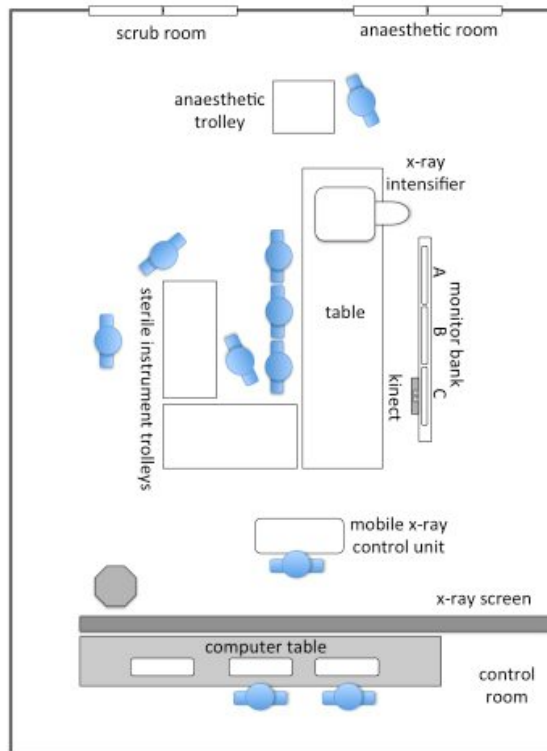 scrub room
anaesthetic room
anaesthetic
trolley
x-ray
intensifier
sterile instrument trolleys
table
A
B
C
monitor bank
kinect
mobile x-ray
control unit
x-ray screen
computer table
control
room